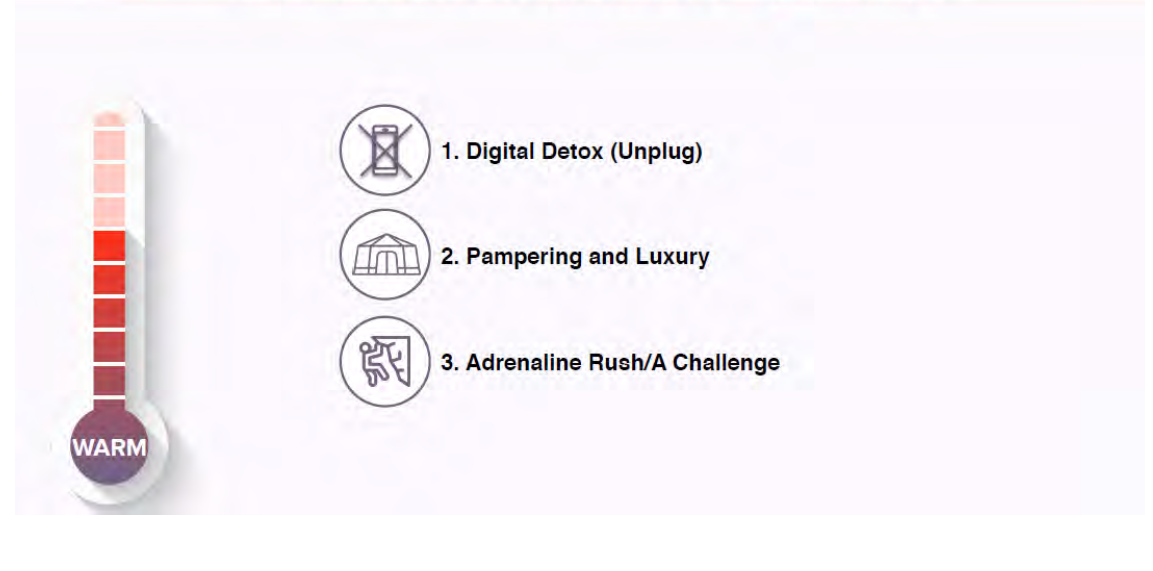 1. Digital Detox (Unplug)
2. Pampering and Luxury
3. Adrenaline Rush/A Challenge
WARM